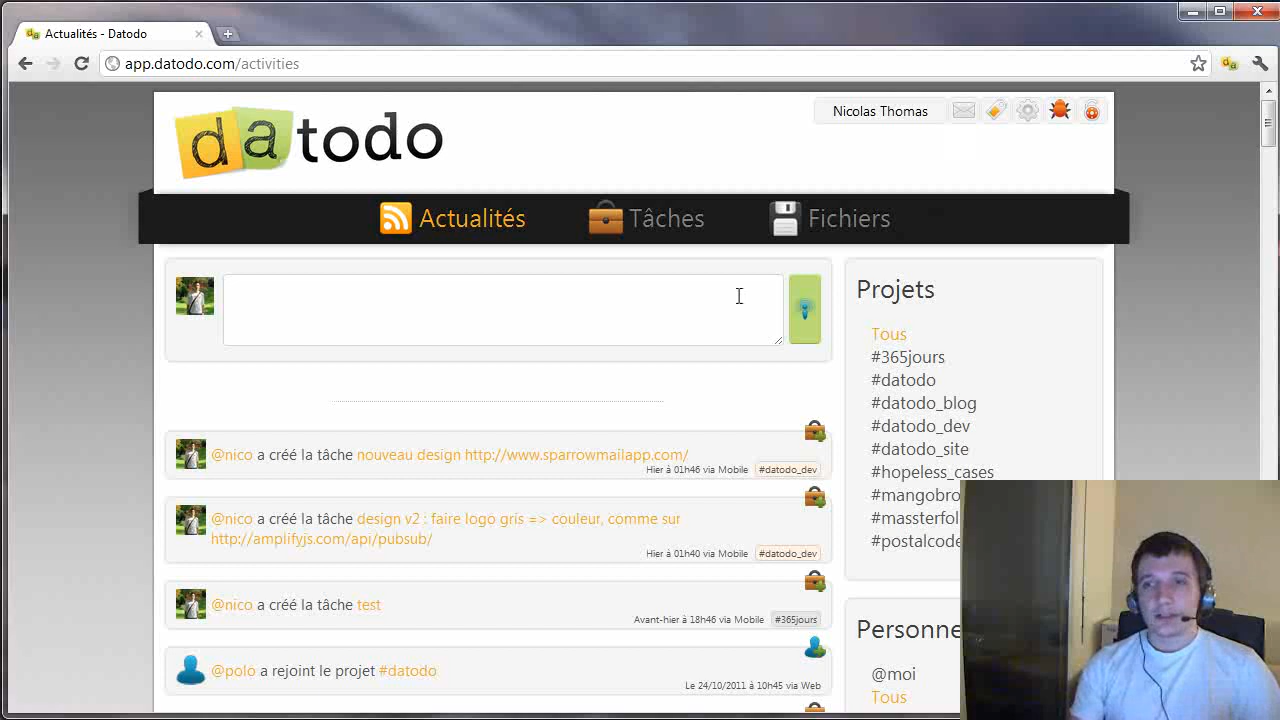 Actualités - Datodo
app.datodo.com/activities
datodo
Nicolas Thomas
Actualités
Tâches
Fichiers
Projets
Tous
#365jours
#datodo
#datodo_blog
#datodo_dev
#datodo_site
#hopeless_cases
#mangobro
#massterfol
#postalcode
@nico a créé la tâche nouveau design http://www.sparrowmailapp.com/
Hier à 01h46 via Mobile #datodo_dev
@nico a créé la tâche design v2 : faire logo gris => couleur, comme sur
http://amplifyjs.com/api/pubsub/
Hier à 01h40 via Mobile #datodo_dev
@nico a créé la tâche test
Avant-hier à 18h46 via Mobile #365jours
@polo a rejoint le projet #datodo
Le 24/10/2011 à 10h45 via Web
Personne
@moi
Tous